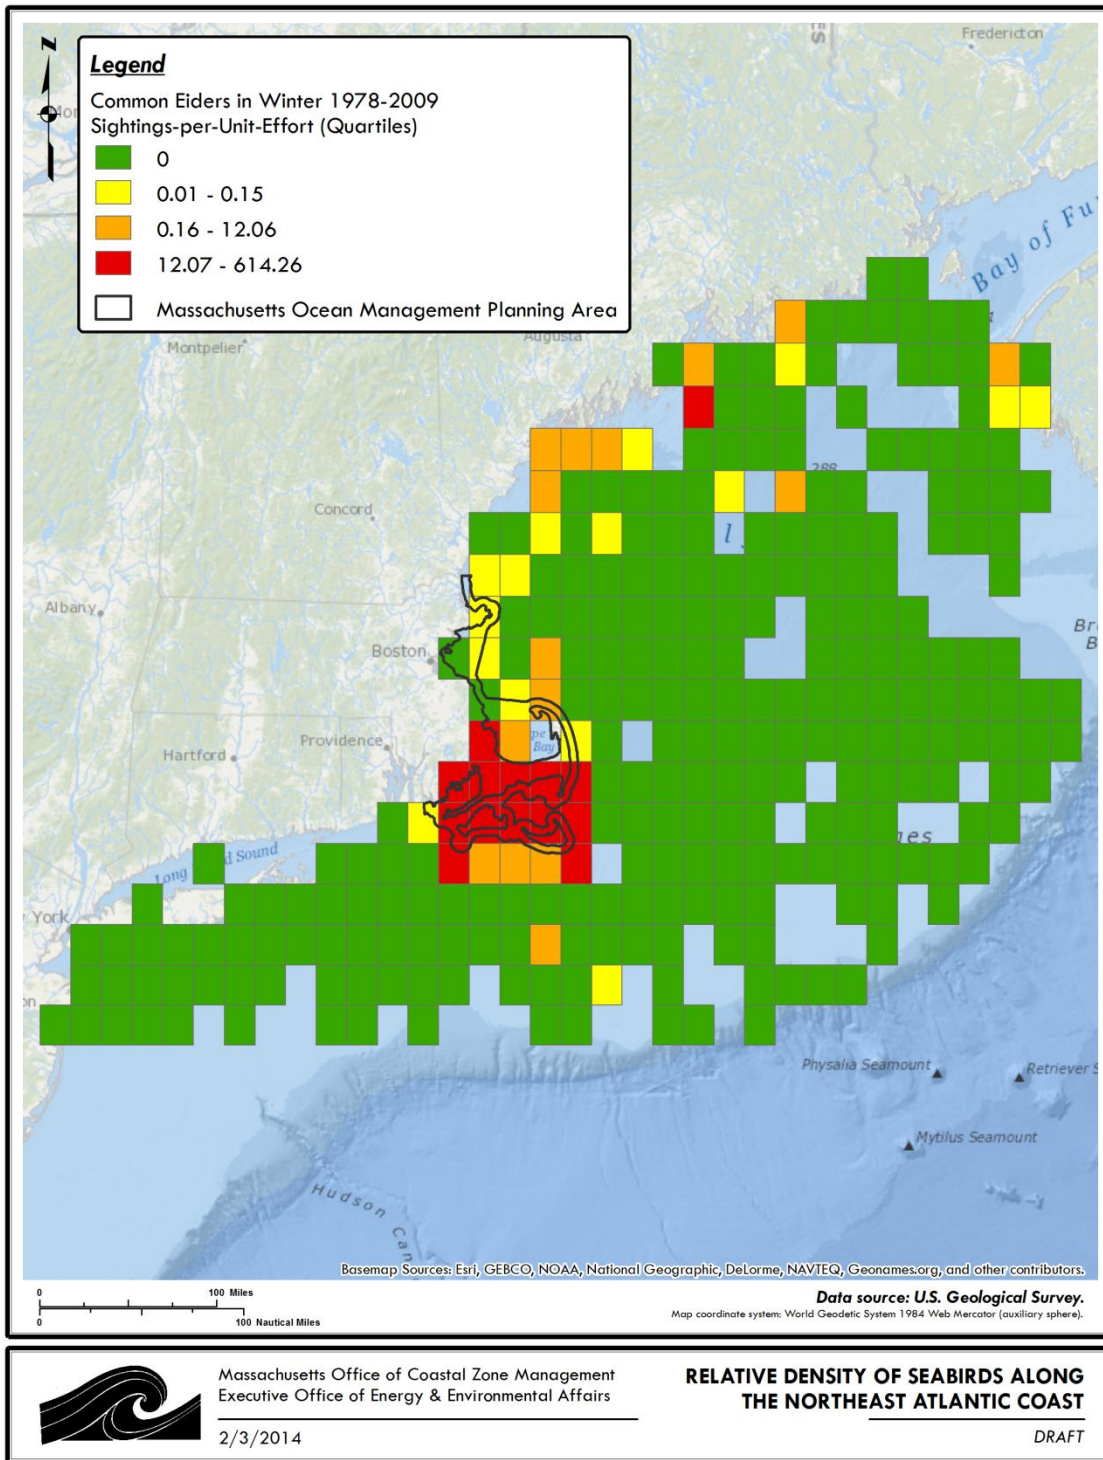 Fredericton
N
Legend
Common Eiders in Winter 1978-2009
Sightings-per-Unit-Effort (Quartiles)
0
0.01 - 0.15
0.16 - 12.06
12.07 - 614.26
Massachusetts Ocean Management Planning Area
Bay of Fu
Montpelier
Augusta
288
Concord
l
Albany
Boston
Providence
Hartford
pe
Bay
Long
d Sound
York
Physalia Seamount
Retriever S
Mytilus Seamount
Hudson Can
Basemap Sources: Esri, GEBCO, NOAA, National Geographic, DeLorme, NAVTEQ, Geonames.org, and other contributors.
0 100 Miles
0 100 Nautical Miles
Data source: U.S. Geological Survey.
Map coordinate system: World Geodetic System 1984 Web Mercator (auxiliary sphere).
Massachusetts Office of Coastal Zone Management
Executive Office of Energy & Environmental Affairs
2/3/2014
RELATIVE DENSITY OF SEABIRDS ALONG
THE NORTHEAST ATLANTIC COAST
DRAFT